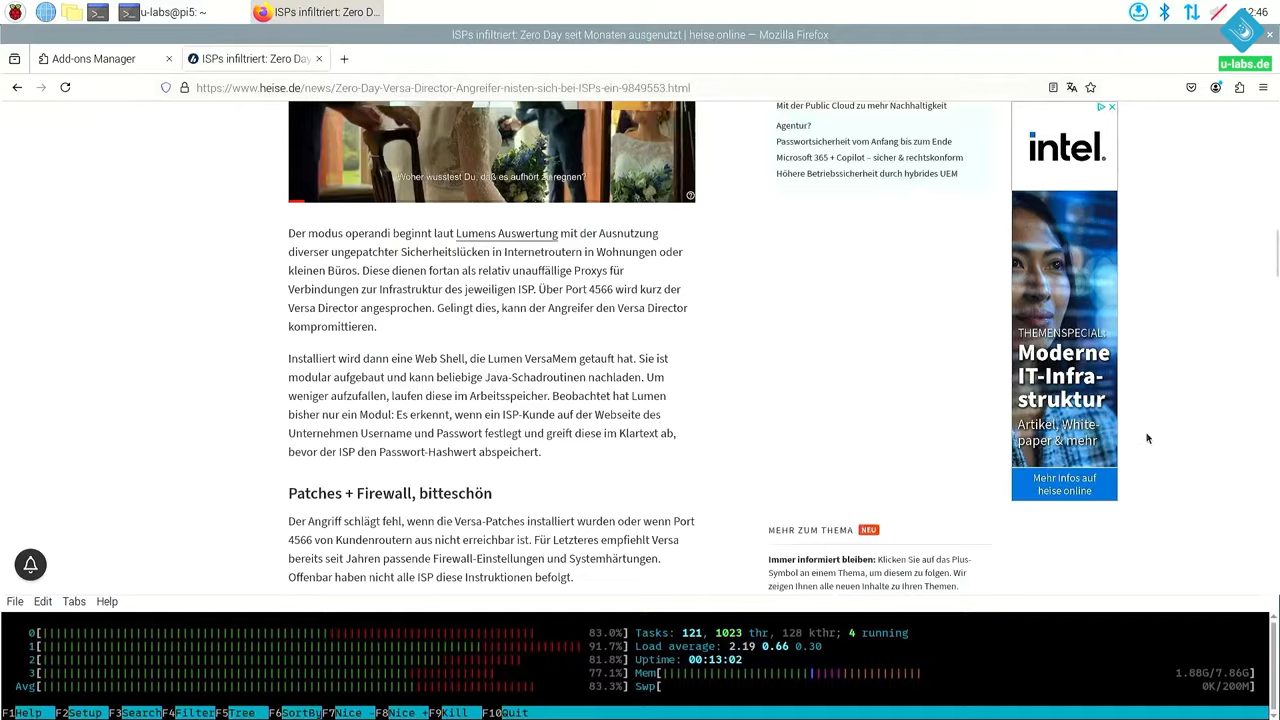 u-labs@pi5: ~
ISPs infiltriert: Zero D…
2:46
ISPs infiltriert: Zero Day seit Monaten ausgenutzt | heise online — Mozilla Firefox
u-labs.de
Add-ons Manager
ISPs infiltriert: Zero Day
https://www.heise.de/news/Zero-Day-Versa-Director-Angreifer-nisten-sich-bei-ISPs-ein-9849553.html
Woher wusstest Du, daß es aufhört zu regnen?
Der modus operandi beginnt laut Lumens Auswertung mit der Ausnutzung
diverser ungepatchter Sicherheitslücken in Internetroutern in Wohnungen oder
kleinen Büros. Diese dienen fortan als relativ unauffällige Proxys für
Verbindungen zur Infrastruktur des jeweiligen ISP. Über Port 4566 wird kurz der
Versa Director angesprochen. Gelingt dies, kann der Angreifer den Versa Director
kompromittieren.
Installiert wird dann eine Web Shell, die Lumen VersaMem getauft hat. Sie ist
modular aufgebaut und kann beliebige Java-Schadroutinen nachladen. Um
weniger aufzufallen, laufen diese im Arbeitsspeicher. Beobachtet hat Lumen
bisher nur ein Modul: Es erkennt, wenn ein ISP-Kunde auf der Webseite des
Unternehmen Username und Passwort festlegt und greift diese im Klartext ab,
bevor der ISP den Passwort-Hashwert abspeichert.
Patches + Firewall, bitteschön
Der Angriff schlägt fehl, wenn die Versa-Patches installiert wurden oder wenn Port
4566 von Kundenroutern aus nicht erreichbar ist. Für Letzteres empfiehlt Versa
bereits seit Jahren passende Firewall-Einstellungen und Systemhärtungen.
Offenbar haben nicht alle ISP diese Instruktionen befolgt.
Mit der Public Cloud zu mehr Nachhaltigkeit
Agentur?
Passwortsicherheit vom Anfang bis zum Ende
Microsoft 365 + Copilot – sicher & rechtskonform
Höhere Betriebssicherheit durch hybrides UEM
intel.
THEMENSPECIAL:
Moderne
IT-Infra-
struktur
Artikel, White-
paper & mehr
Mehr Infos auf
heise online
MEHR ZUM THEMA NEU
Immer informiert bleiben: Klicken Sie auf das Plus-
Symbol an einem Thema, um diesem zu folgen. Wir
zeigen Ihnen alle neuen Inhalte zu Ihren Themen.
File Edit Tabs Help
0[ 83.0%] Tasks: 121, 1023 thr, 128 kthr; 4 running
1[ 91.7%] Load average: 2.19 0.66 0.30
2[ 81.8%] Uptime: 00:13:02
3[ 77.1%] Mem[ 1.88G/7.86G]
Avg[ 83.3%] Swp[ 0K/200M]
F1Help F2Setup F3Search F4Filter F5Tree F6SortBy F7Nice - F8Nice + F9Kill F10Quit